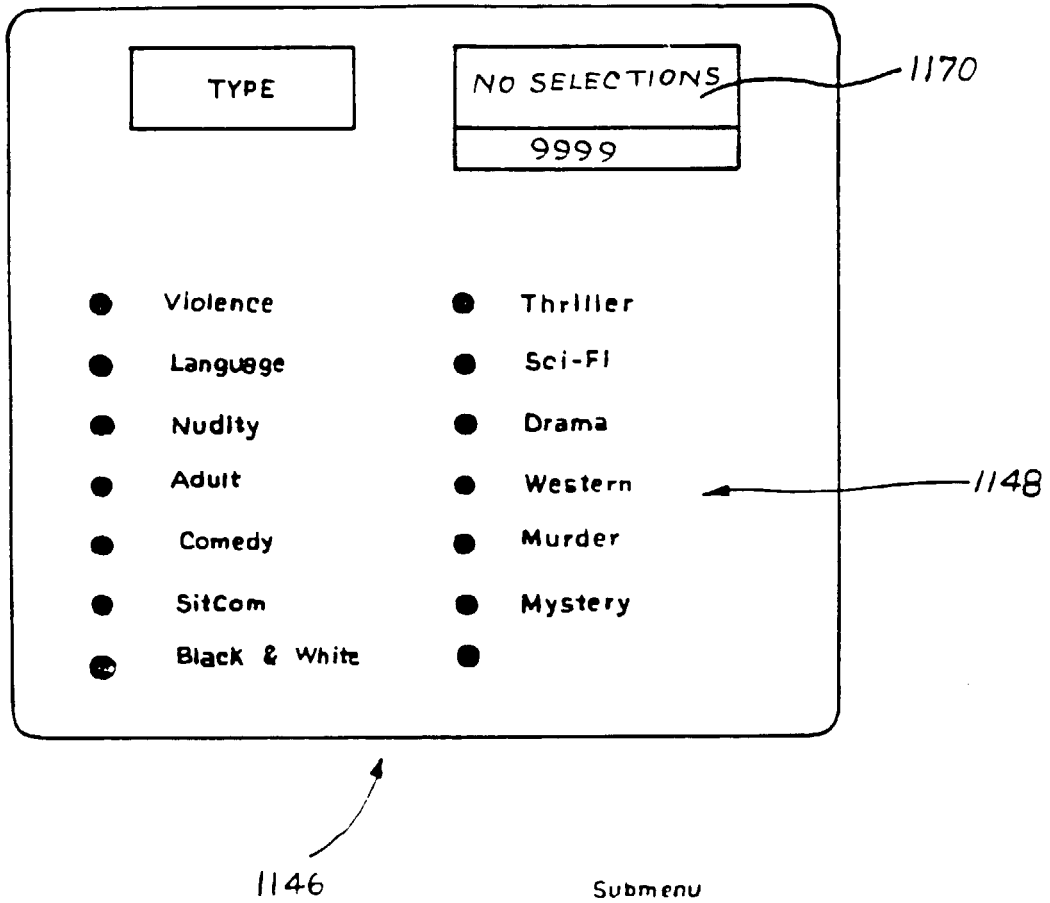 TYPE
NO SELECTIONS
1170
9999
Violence
Thriller
Language
Sci-Fi
Nudity
Drama
Adult
Western
1148
Comedy
Murder
SitCom
Mystery
Black & White
1146
Submenu